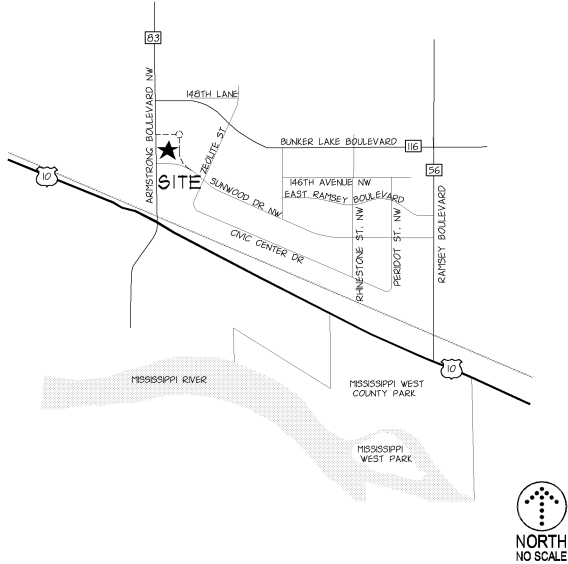 83
148TH LANE
ARMSTRONG BOULEVARD NW
ZEOLITE ST.
BUNKER LAKE BOULEVARD
116
10
SITE
56
146TH AVENUE NW
EAST RAMSEY BOULEVARD
SUNWOOD DR NW
CIVIC CENTER DR
RHINESTONE ST. NW
PERIDOT ST. NW
RAMSEY BOULEVARD
10
MISSISSIPPI RIVER
MISSISSIPPI WEST
COUNTY PARK
MISSISSIPPI
WEST PARK
NORTH
NO SCALE